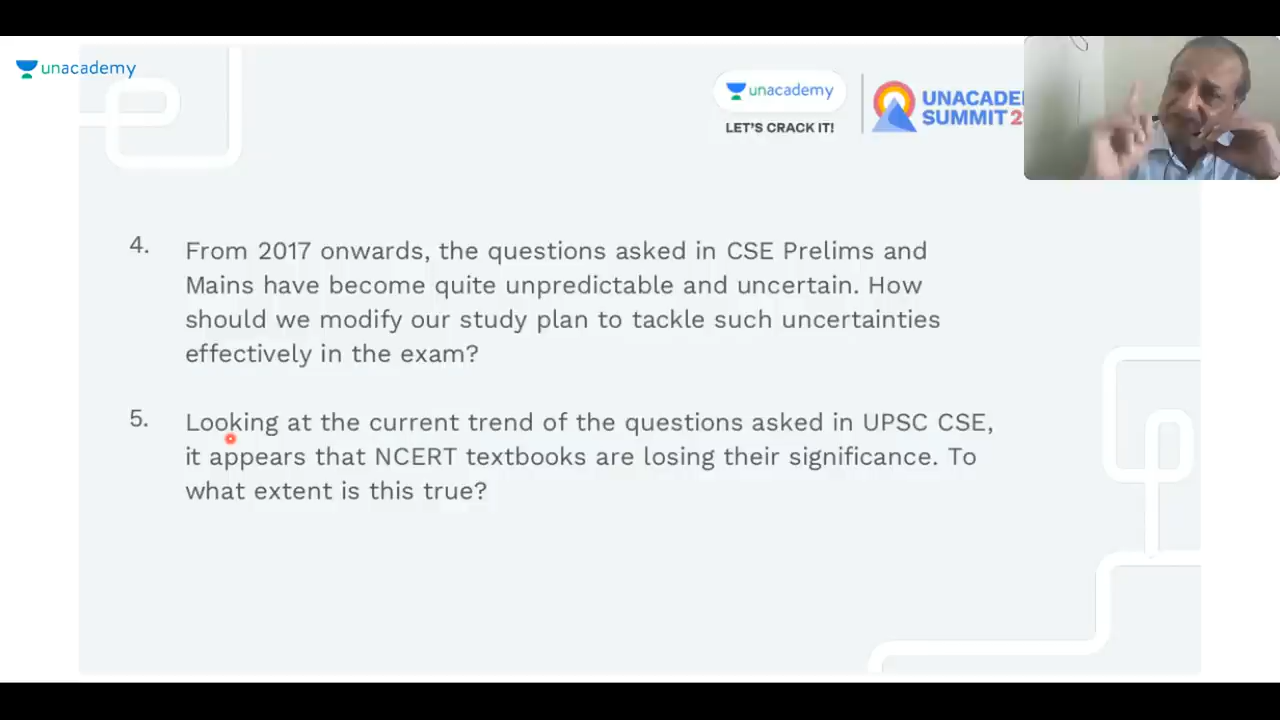 unacademy
unacademy
LET'S CRACK IT!
UNACADE
SUMMIT 2
4. From 2017 onwards, the questions asked in CSE Prelims and
Mains have become quite unpredictable and uncertain. How
should we modify our study plan to tackle such uncertainties
effectively in the exam?
5. Looking at the current trend of the questions asked in UPSC CSE,
it appears that NCERT textbooks are losing their significance. To
what extent is this true?